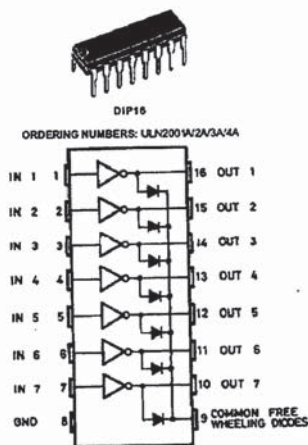 DIP16
ORDERING NUMBERS: ULN2001A/2A/3A/4A
IN 1 1 16 OUT 1
IN 2 2 15 OUT 2
IN 3 3 14 OUT 3
IN 4 4 13 OUT 4
IN 5 5 12 OUT 5
IN 6 6 11 OUT 6
IN 7 7 10 OUT 7
GND 8 9 COMMON FREE
WHEELING DIODES